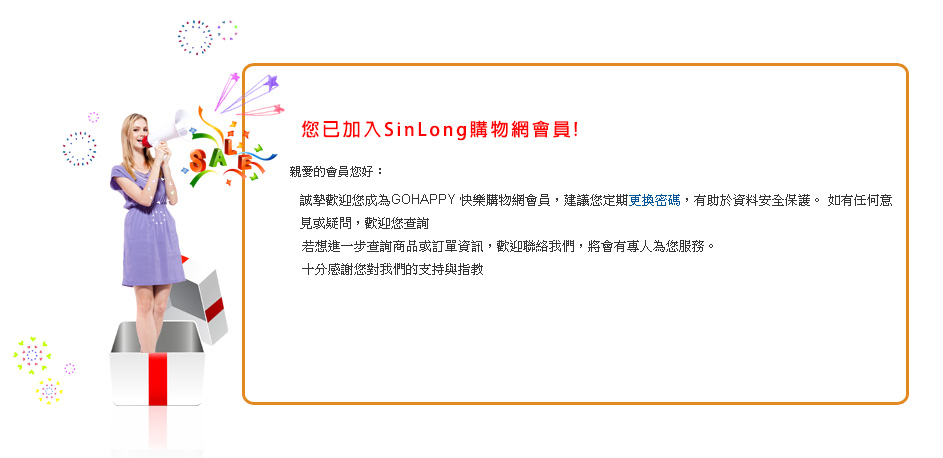 SALE
您已加入SinLong購物網會員!
親愛的會員您好：
誠摯歡迎您成為GOHAPPY 快樂購物網會員，建議您定期更換密碼，有助於資料安全保護。 如有任何意
見或疑問，歡迎您查詢
若想進一步查詢商品或訂單資訊，歡迎聯絡我們，將會有專人為您服務。
十分感謝您對我們的支持與指教